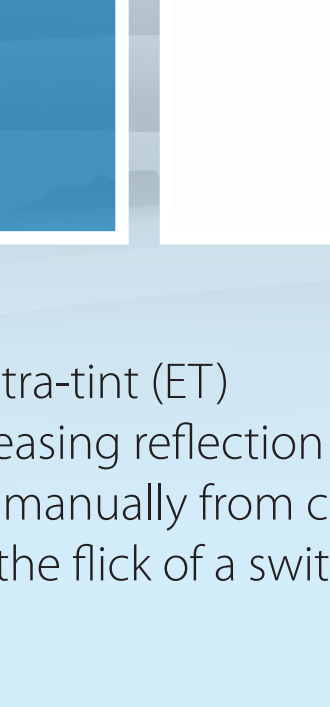 tra-tint (ET)
easing reflection
manually from c
the flick of a swit